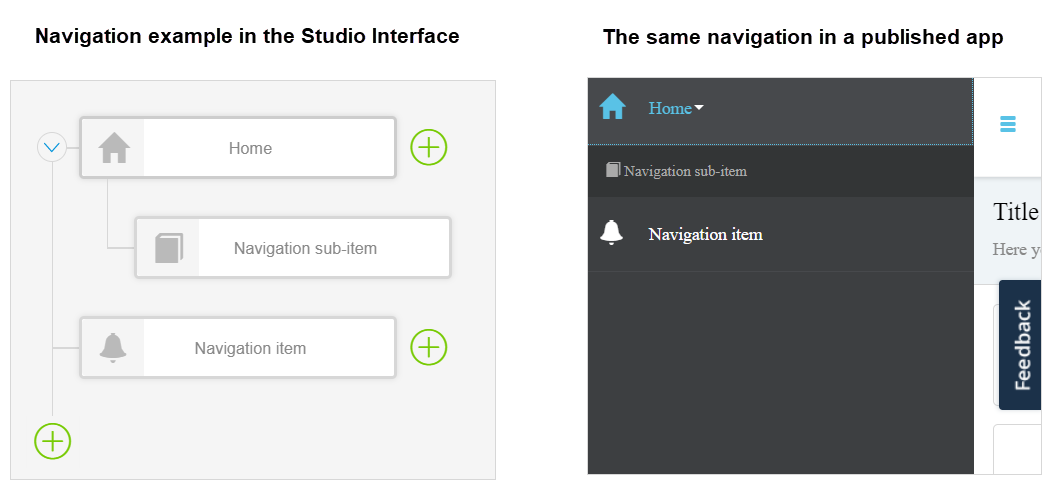 Navigation example in the Studio Interface
Home
Navigation sub-item
Navigation item
The same navigation in a published app
Home
Navigation sub-item
Navigation item
Title
Here
Feedback